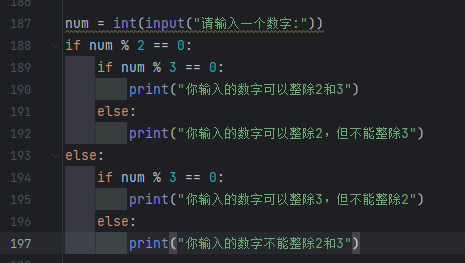 186
187 num = int(input("请输入一个数字:"))
188 if num % 2 == 0:
189 if num % 3 == 0:
190 print("你输入的数字可以整除2和3")
191 else:
192 print("你输入的数字可以整除2，但不能整除3")
193 else:
194 if num % 3 == 0:
195 print("你输入的数字可以整除3，但不能整除2")
196 else:
197 print("你输入的数字不能整除2和3")